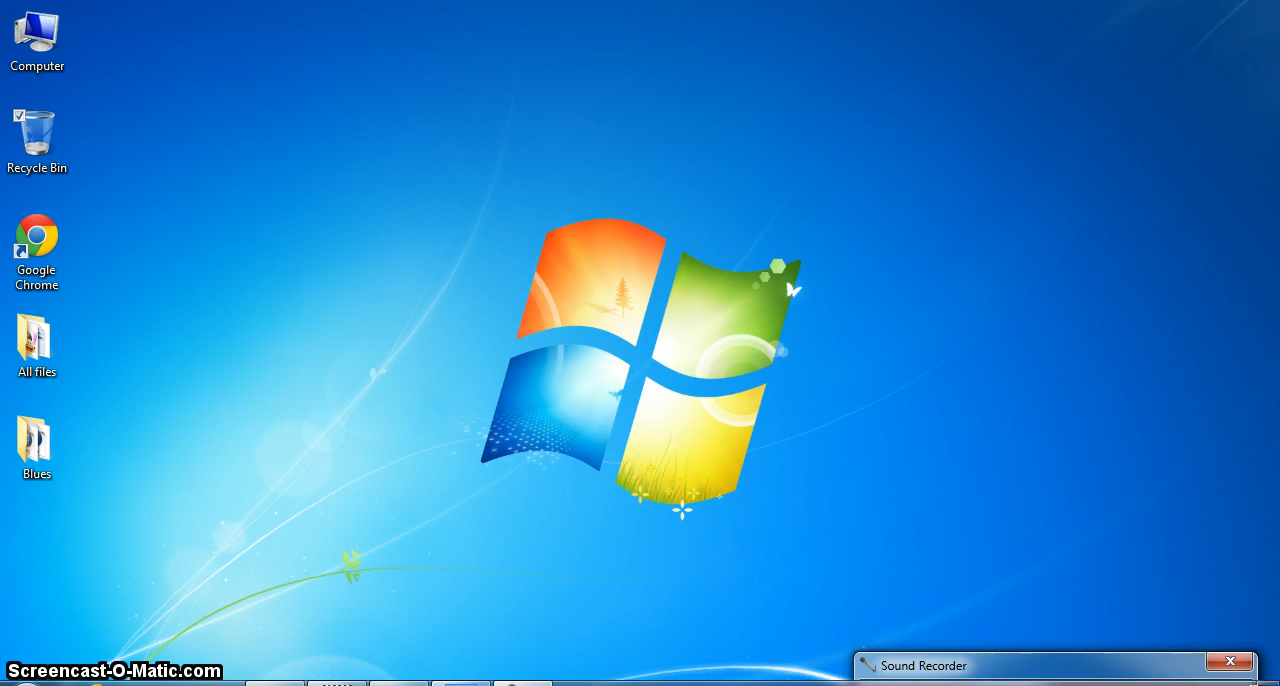 Computer
Recycle Bin
Google
Chrome
All files
Blues
Screencast-O-Matic.com
Sound Recorder